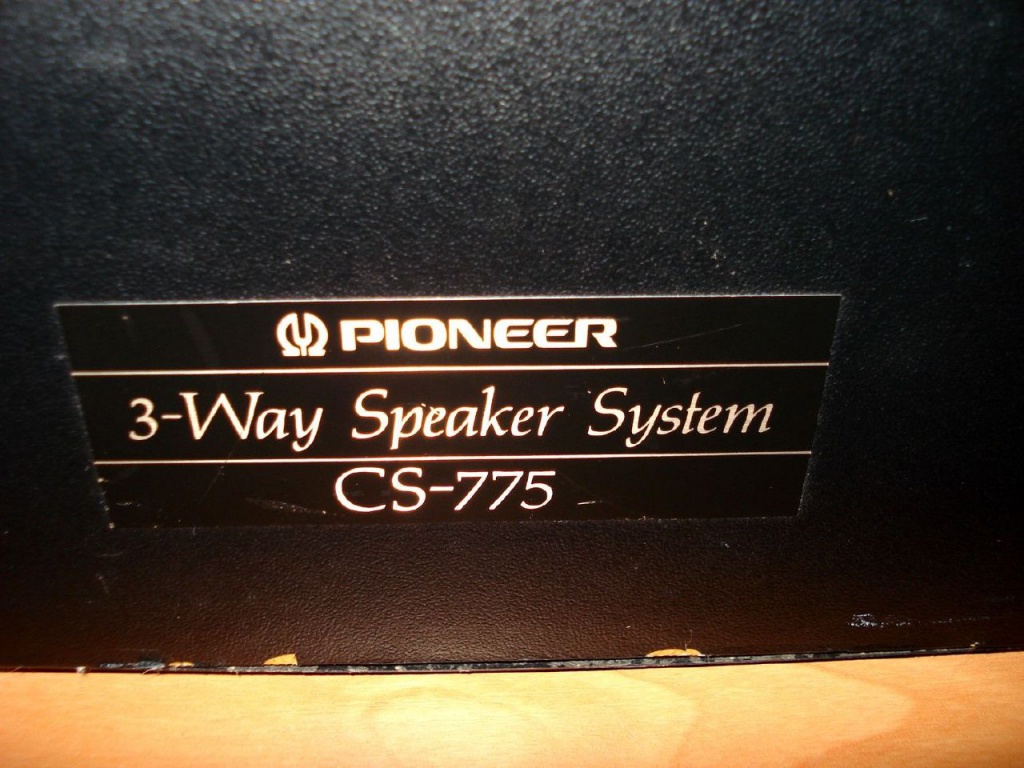 PIONEER
3-Way Speaker System
CS-775